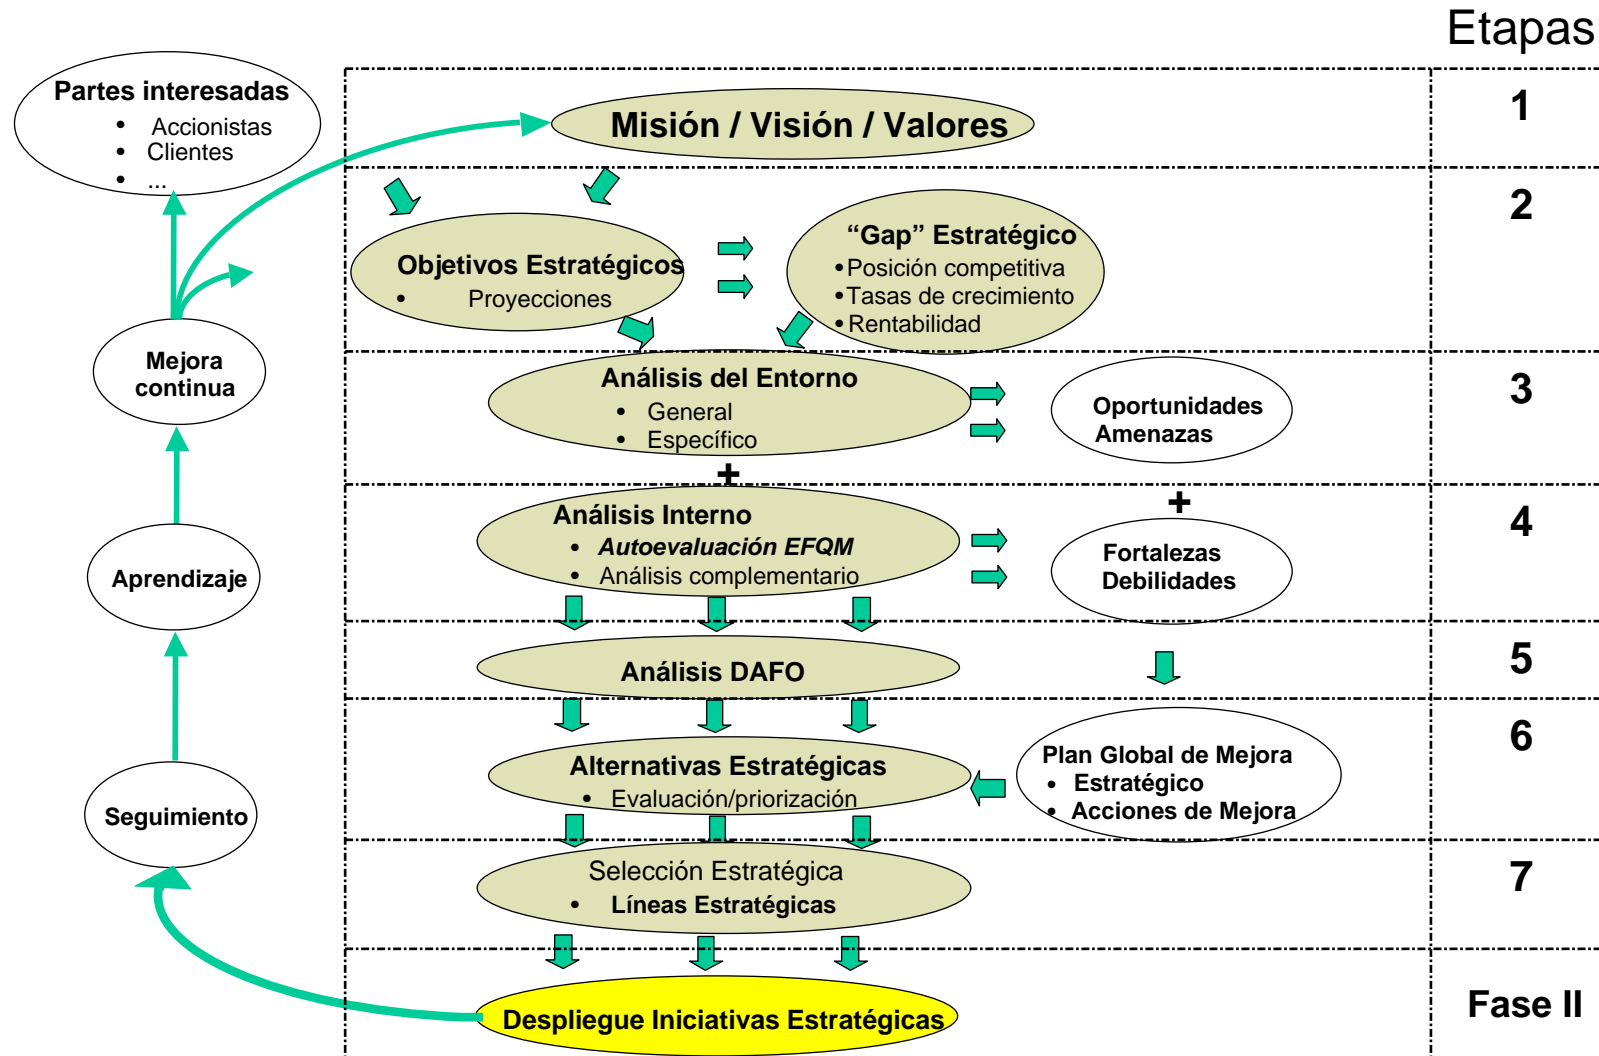 Etapas
Partes interesadas
• Accionistas
• Clientes
• ...
Misión / Visión / Valores
1
Objetivos Estratégicos
• Proyecciones
“Gap” Estratégico
•Posición competitiva
•Tasas de crecimiento
•Rentabilidad
2
Mejora
continua
Análisis del Entorno
• General
• Específico
Oportunidades
Amenazas
3
+
+
Análisis Interno
• Autoevaluación EFQM
• Análisis complementario
Fortalezas
Debilidades
4
Aprendizaje
Análisis DAFO
5
Alternativas Estratégicas
• Evaluación/priorización
Plan Global de Mejora
• Estratégico
• Acciones de Mejora
6
Seguimiento
Selección Estratégica
• Líneas Estratégicas
7
Despliegue Iniciativas Estratégicas
Fase II